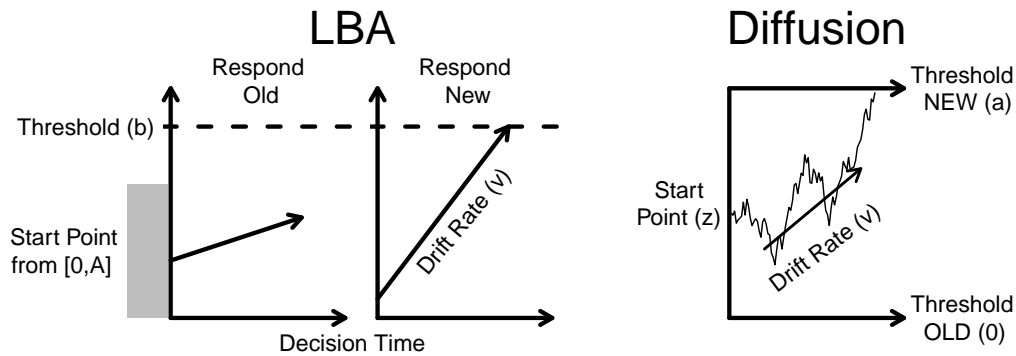 LBA
Respond
Old
Respond
New
Threshold (b)
Start Point
from [0,A]
Drift Rate (v)
Decision Time
Diffusion
Threshold
NEW (a)
Start
Point (z)
Drift Rate (v)
Threshold
OLD (0)